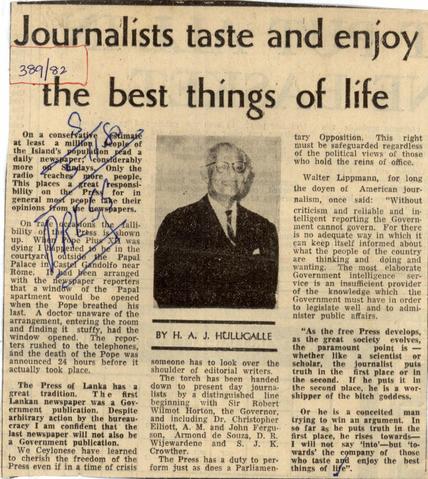 Journalists taste and enjoy
389/82
the best things of life
On a conservative estimate
at least a million people of
the Island's population read a
daily newspaper, considerably
more on Sundays. Only the
radio reaches more people.
This places a great responsi-
bility on the Press for in
general most people get their
opinions from the newspapers.
On rare occasions the falli-
bility of the Press is shown
up. When Pope Pius XII was
dying I happened to be in the
courtyard outside the Papal
Palace in Castel Gandolfo near
Rome. It had been arranged
with the newspaper reporters
that a window of the Papal
apartment would be opened
when the Pope breathed his
last. A doctor unaware of the
arrangement, entering the room
and finding it stuffy, had the
window opened. The repor-
ters rushed to the telephones,
and the death of the Pope was
announced 24 hours before it
actually took place.
The Press of Lanka has a
great tradition. The first
Lankan newspaper was a Gov-
ernment publication. Despite
arbitrary action by the bureau-
cracy I am confident that the
last newspaper will not also be
a Government publication.
We Ceylonese have learned
to cherish the freedom of the
Press even if in a time of crisis
PRESS
BY H. A. J. HULUGALLE
someone has to look over the
shoulder of editorial writers.
The torch has been handed
down to present day journa-
lists by a distinguished line
beginning with Sir Robert
Wilmot Horton, the Governor,
and including Dr. Christopher
Elliott, A. M. and John Fergu-
son, Armond de Souza, D. R.
Wijewardene and S. J. K.
Crowther.
The Press has a duty to per-
form just as does a Parliamen-
tary Opposition. This right
must be safeguarded regardless
of the political views of those
who hold the reins of office.
Walter Lippmann, for long
the doyen of American jour-
nalism, once said: "Without
criticism and reliable and in-
telligent reporting the Govern-
ment cannot govern. For there
is no adequate way in which it
can keep itself informed about
what the people of the country
are thinking and doing and
wanting. The most elaborate
Government intelligence ser-
vice is an insufficient provider
of the knowledge which the
Government must have in order
to legislate well and to admi-
nister public affairs.
"As the free Press develops,
as the great society evolves,
the paramount point is—
whether like a scientist or
scholar, the journalist puts
truth in the first place or in the
second. If he puts it in the
second place, he is a wor-
shipper of the bitch goddess.
Or he is a conceited man
trying to win an argument. In
so far as he puts truth in the
first place, he rises towards—I
will not say 'into'—but 'to-
wards' the company of those
who taste and enjoy the best
things of life".